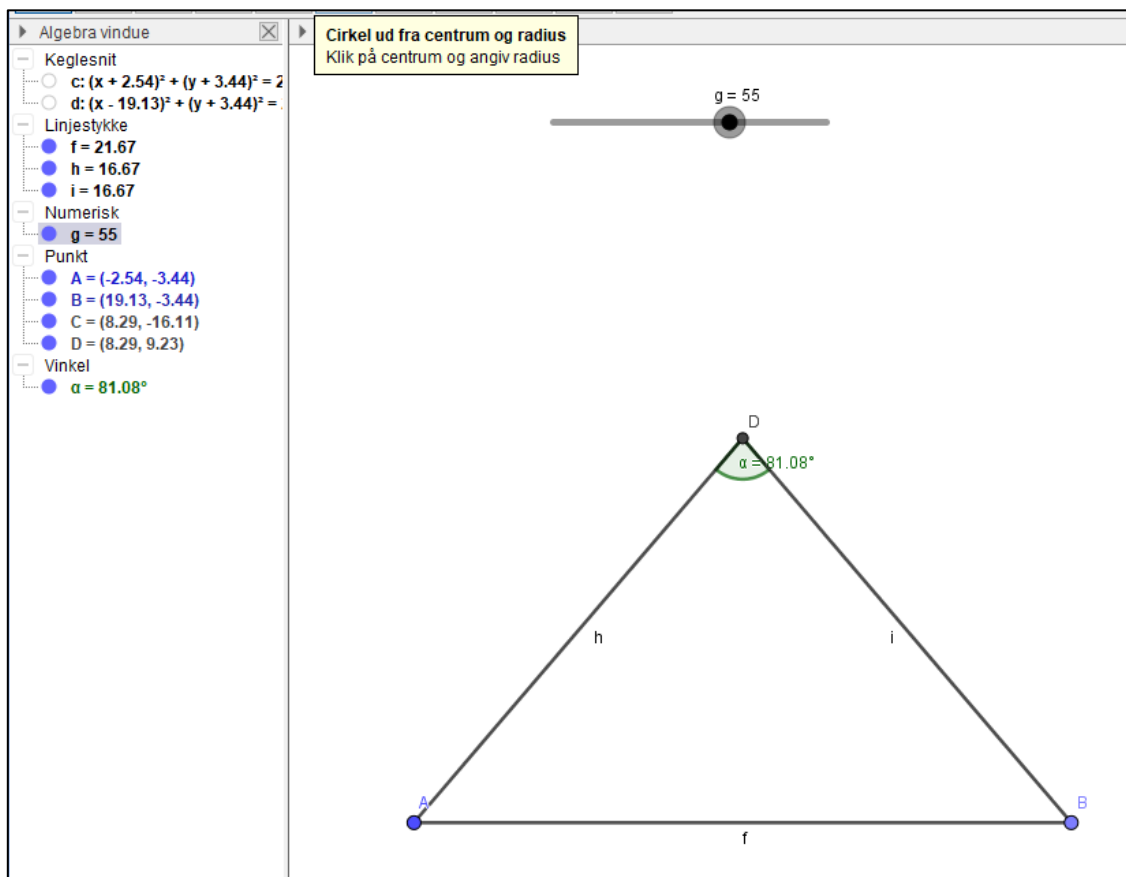 Algebra vindue
Keglesnit
c: (x + 2.54)² + (y + 3.44)² = 2
d: (x - 19.13)² + (y + 3.44)² =
Linjestykke
f = 21.67
h = 16.67
i = 16.67
Numerisk
g = 55
Punkt
A = (-2.54, -3.44)
B = (19.13, -3.44)
C = (8.29, -16.11)
D = (8.29, 9.23)
Vinkel
α = 81.08°
Cirkel ud fra centrum og radius
Klik på centrum og angiv radius
g = 55
D
α = 81.08°
h
i
A
B
f